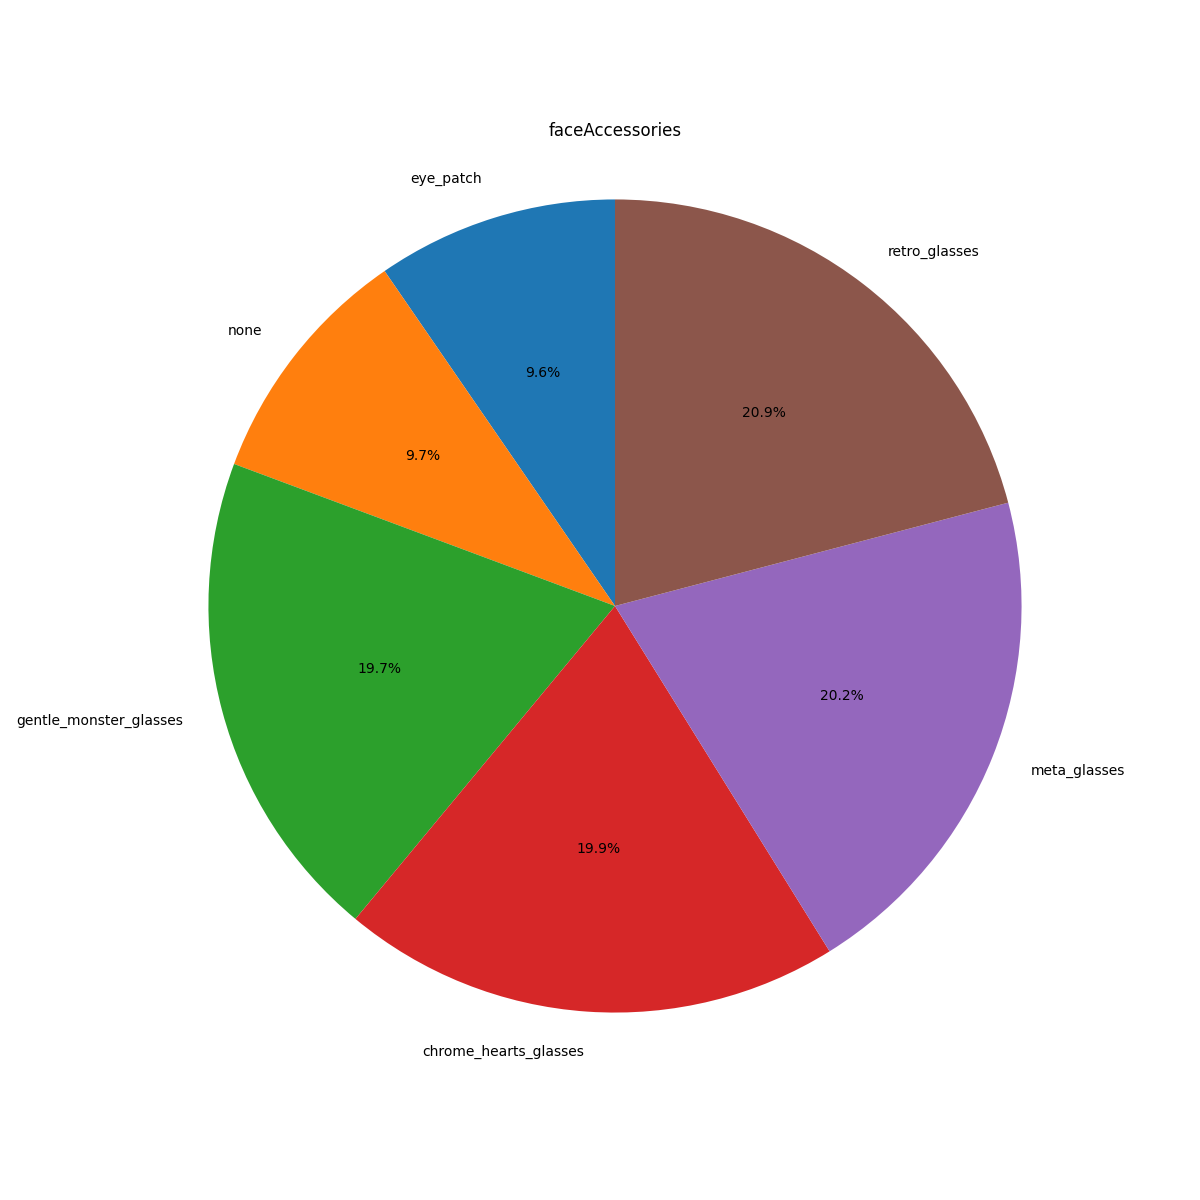 faceAccessories
eye_patch
retro_glasses
none
9.6%
20.9%
9.7%
19.7%
20.2%
gentle_monster_glasses
meta_glasses
19.9%
chrome_hearts_glasses